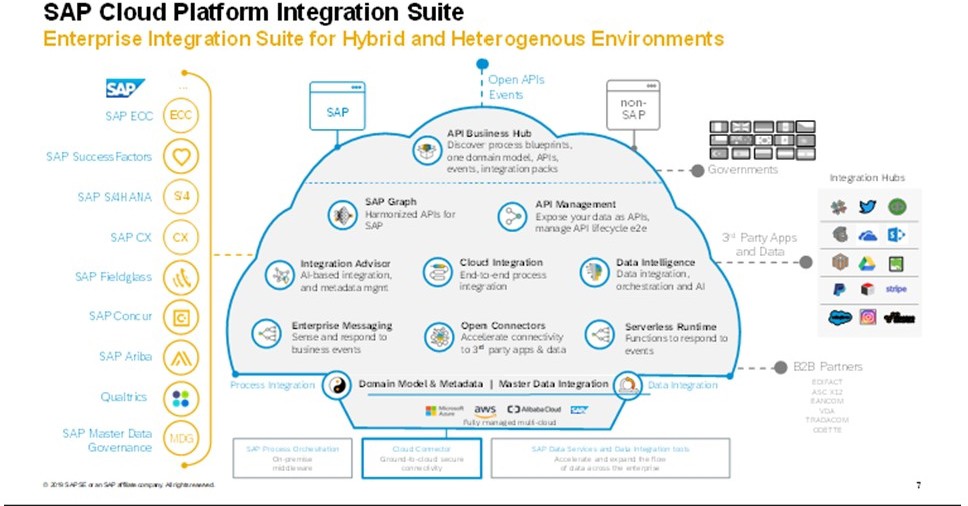 SAP Cloud Platform Integration Suite
Enterprise Integration Suite for Hybrid and Heterogenous Environments
SAP
...
SAP ECC
ECC
SAP SuccessFactors
SAP S/4HANA
S/4
SAP CX
CX
SAP Fieldglass
SAP Concur
SAP Ariba
Qualtrics
SAP Master Data
Governance
MDG
SAP
Open APIs
Events
non-
SAP
API Business Hub
Discover process blueprints,
one domain model, APIs,
events, integration packs
SAP Graph
Harmonized APIs for
SAP
API Management
Expose your data as APIs,
manage API lifecycle e2e
Integration Advisor
AI-based integration,
and metadata mgmt
Cloud Integration
End-to-end process
integration
Data Intelligence
Data integration,
orchestration and AI
Enterprise Messaging
Sense and respond to
business events
Open Connectors
Accelerate connectivity
to 3rd party apps & data
Serverless Runtime
Functions to respond to
events
Process Integration
Domain Model & Metadata | Master Data Integration
Data Integration
Microsoft
Azure
aws
Alibaba Cloud
SAP
Fully managed multi-cloud
SAP Process Orchestration
On-premise
middleware
Cloud Connector
Ground-to-cloud secure
connectivity
SAP Data Services and Data Integration tools
Accelerate and expand the flow
of data across the enterprise
Governments
Integration Hubs
3rd Party Apps
and Data
stripe
B2B Partners
EDIFACT
ASC X12
EANCOM
VDA
TRADACOM
ODETTE
© 2019 SAP SE or an SAP affiliate company. All rights reserved.
7